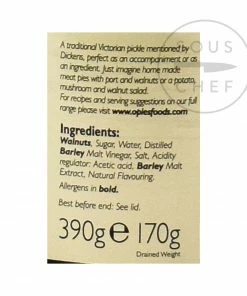 SOUS
CHEF
A traditional Victorian pickle mentioned by
Dickens, perfect as an accompaniment or as
an ingredient. Just imagine home made
meat pies with port and walnuts or a potato,
mushroom and walnut salad.
For recipes and serving suggestions on our full
range please visit www.opiesfoods.com
Ingredients:
Walnuts, Sugar, Water, Distilled
Barley Malt Vinegar, Salt, Acidity
regulator: Acetic acid, Barley Malt
Extract, Natural Flavouring.
Allergens in bold.
Best before end: See lid.
390g e 170g
Drained Weight